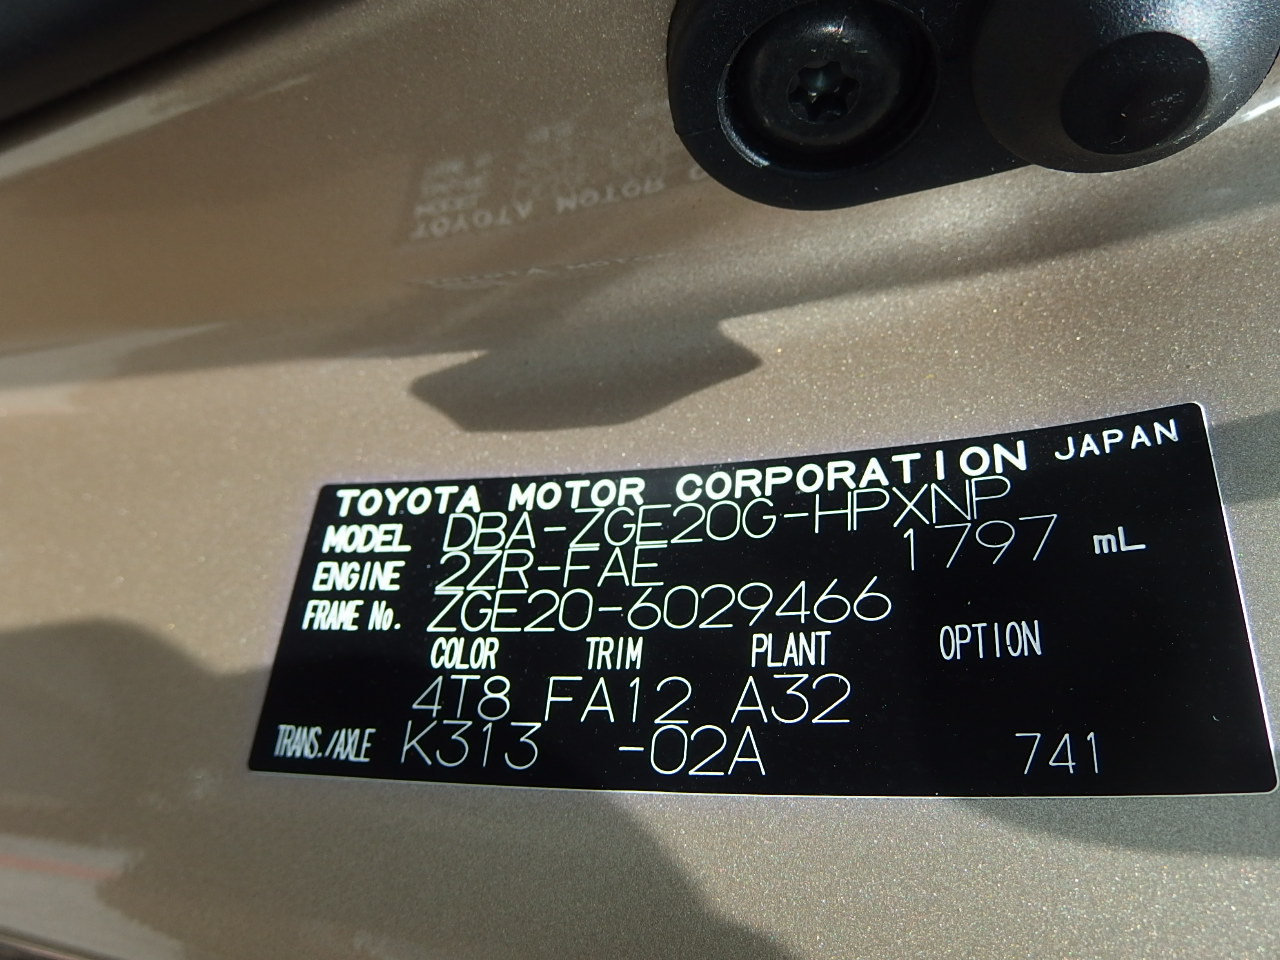 TOYOTA MOTOR CORPORATION JAPAN
MODEL DBA-ZGE20G-HPXNP
ENGINE 2ZR-FAE 1797 mL
FRAME No. ZGE20-6029466
COLOR TRIM PLANT OPTION
4T8 FA12 A32
TRANS./AXLE K313 -02A 741